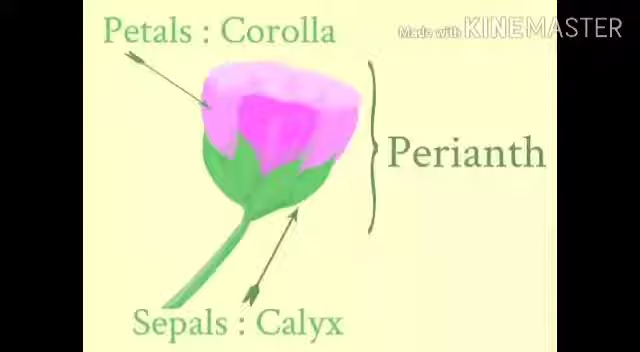 Petals : Corolla
Made with KINEMASTER
Perianth
Sepals : Calyx